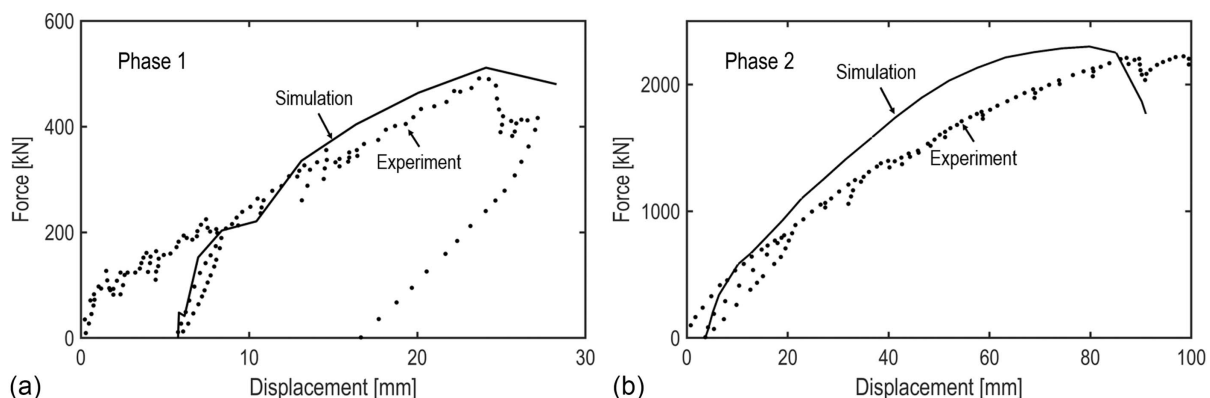 600
400
200
0
Force [kN]
Phase 1
Simulation
Experiment
0 10 20 30
Displacement [mm]
(a)
2000
1000
0
Force [kN]
Phase 2
Simulation
Experiment
0 20 40 60 80 100
Displacement [mm]
(b)